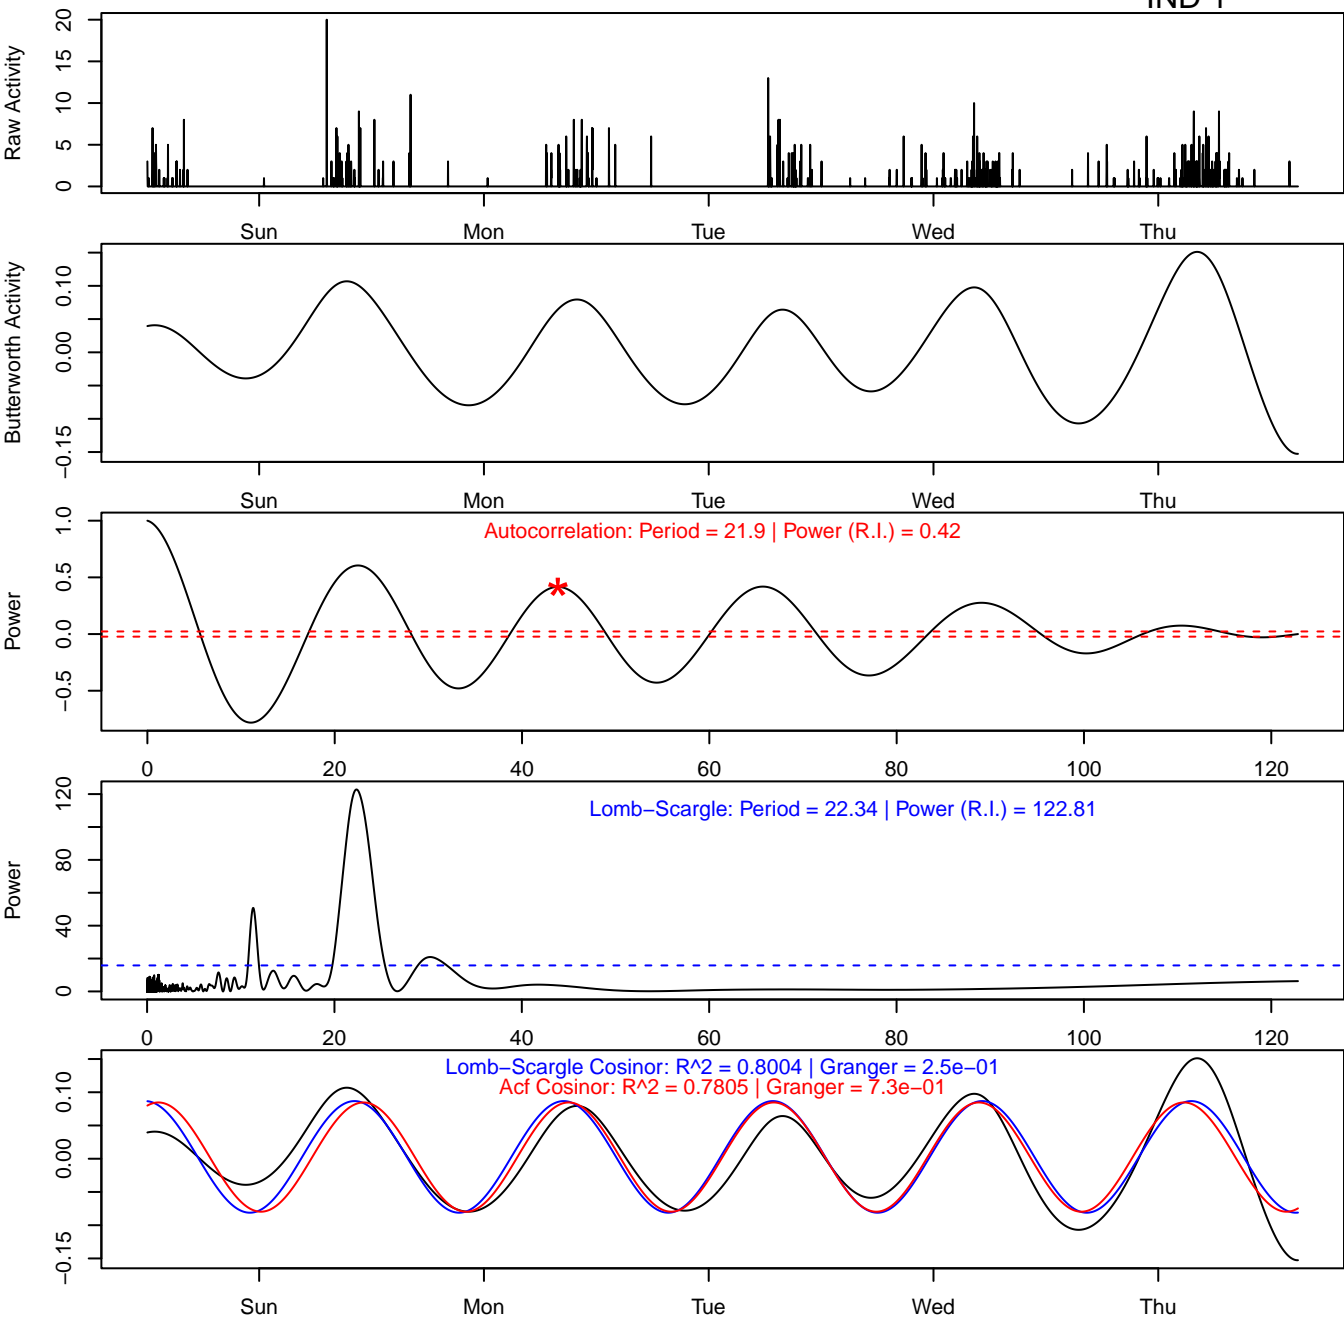 IND 1
Raw Activity
0 5 10 15 20
Sun Mon Tue Wed Thu
Butterworth Activity
−0.15 0.00 0.10
Sun Mon Tue Wed Thu
Autocorrelation: Period = 21.9 | Power (R.I.) = 0.42
*
Power
−0.5 0.0 0.5 1.0
0 20 40 60 80 100 120
Lomb−Scargle: Period = 22.34 | Power (R.I.) = 122.81
Power
0 40 80 120
0 20 40 60 80 100 120
Lomb−Scargle Cosinor: R^2 = 0.8004 | Granger = 2.5e−01
Acf Cosinor: R^2 = 0.7805 | Granger = 7.3e−01
−0.15 0.00 0.10
Sun Mon Tue Wed Thu